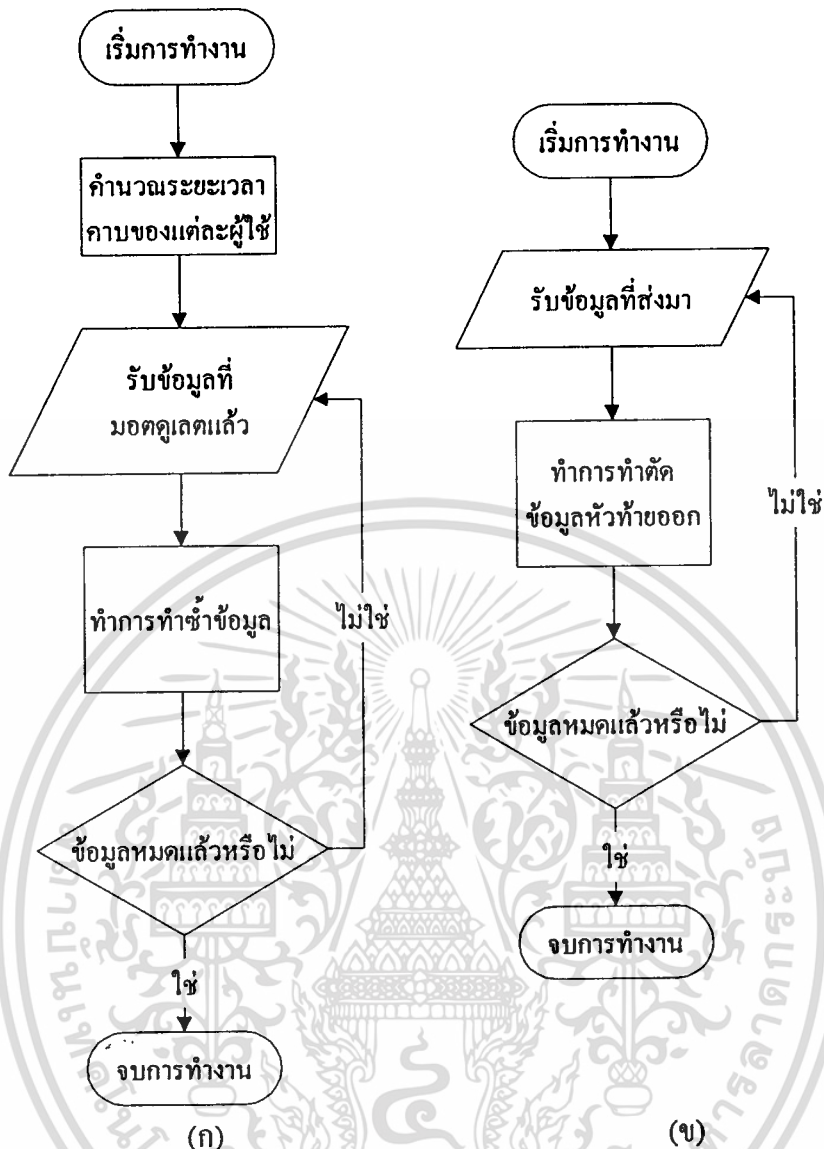 เริ่มการทำงาน
คำนวณระยะเวลา
คาบของแต่ละผู้ใช้
รับข้อมูลที่
มอตดูเลตแล้ว
ทำการทำซ้ำข้อมูล
ไม่ใช่
ข้อมูลหมดแล้วหรือไม่
ใช่
จบการทำงาน
(ก)
เริ่มการทำงาน
รับข้อมูลที่ส่งมา
ทำการทำตัด
ข้อมูลหัวท้ายออก
ไม่ใช่
ข้อมูลหมดแล้วหรือไม่
ใช่
จบการทำงาน
(ข)